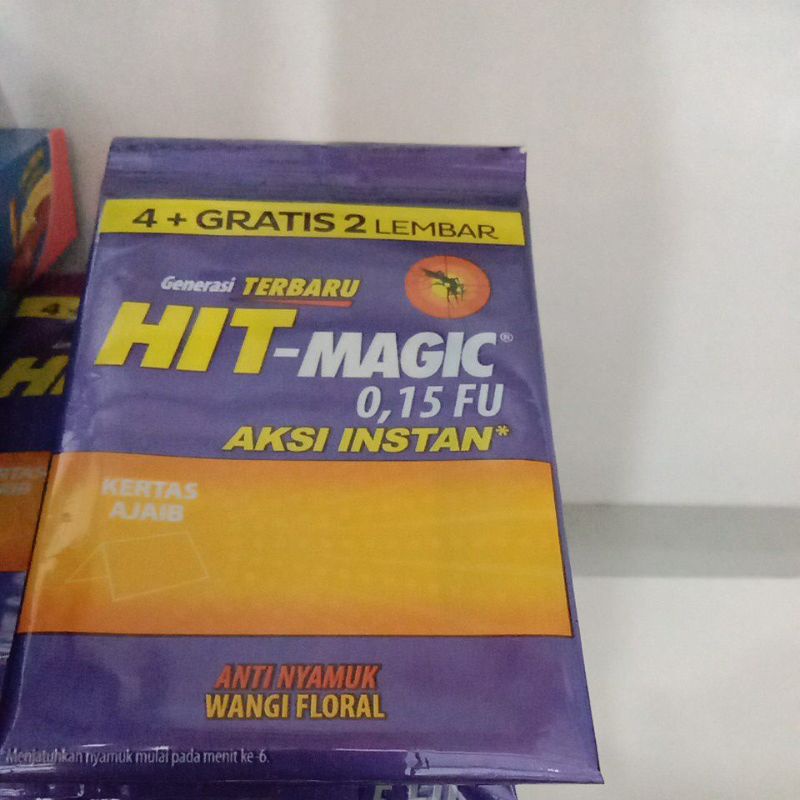 4 + GRATIS 2 LEMBAR
Generasi TERBARU
HIT-MAGIC®
0,15 FU
AKSI INSTAN*
KERTAS
AJAIB
ANTI NYAMUK
WANGI FLORAL
*Menjatuhkan nyamuk mulai pada menit ke-6.